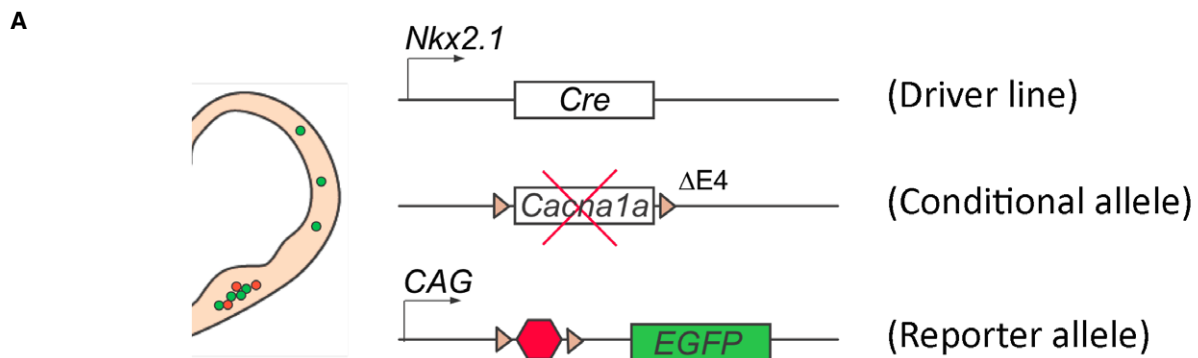 A
Nkx2.1
Cre
(Driver line)
Cacna1a
ΔE4
(Conditional allele)
CAG
EGFP
(Reporter allele)